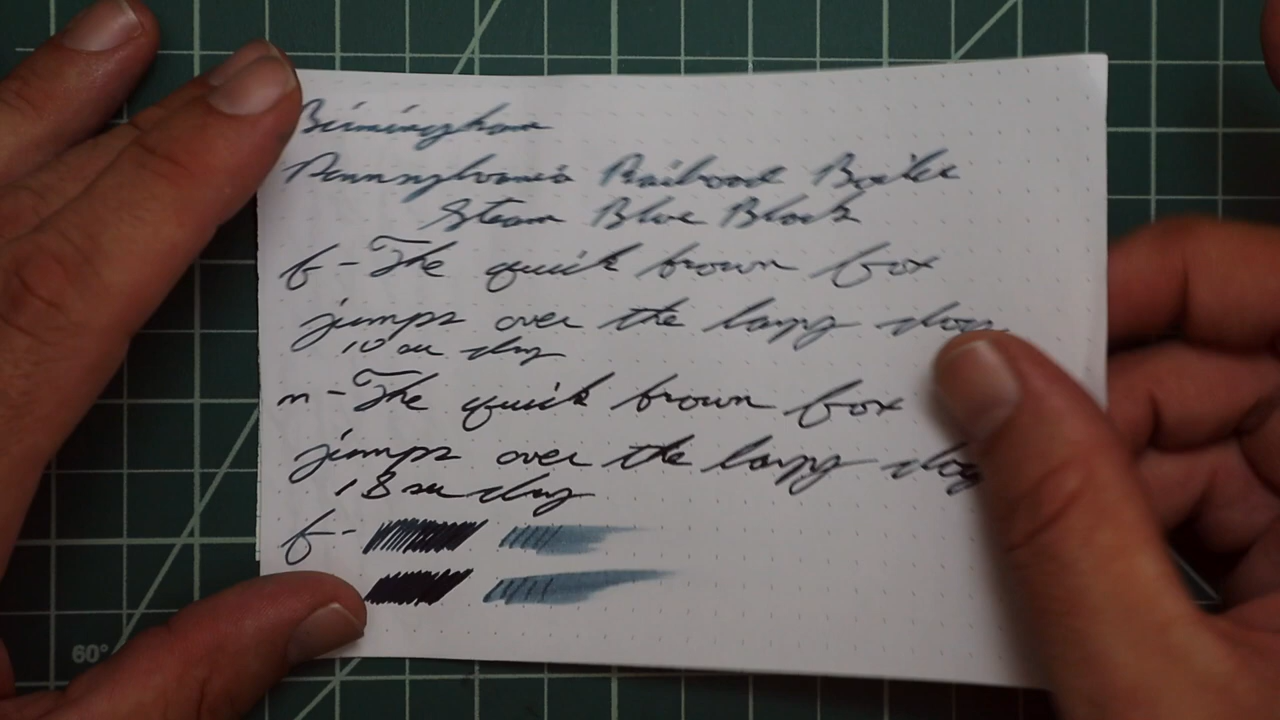 Birmingham
Pennsylvania Railroad Boiler
Steam Blue Black
f - The quick brown fox
jumps over the lazy dog
10 sec dry
m - The quick brown fox
jumps over the lazy dog
18 sec dry
f -
60°